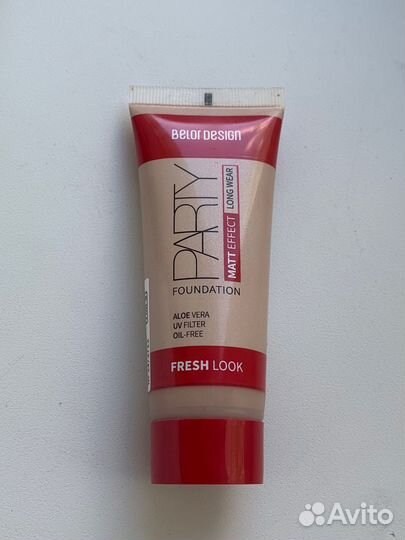 BELOR DESIGN
PARTY
MATT EFFECT LONG WEAR
FOUNDATION
ALOE VERA
UV FILTER
OIL-FREE
FRESH LOOK
Avito